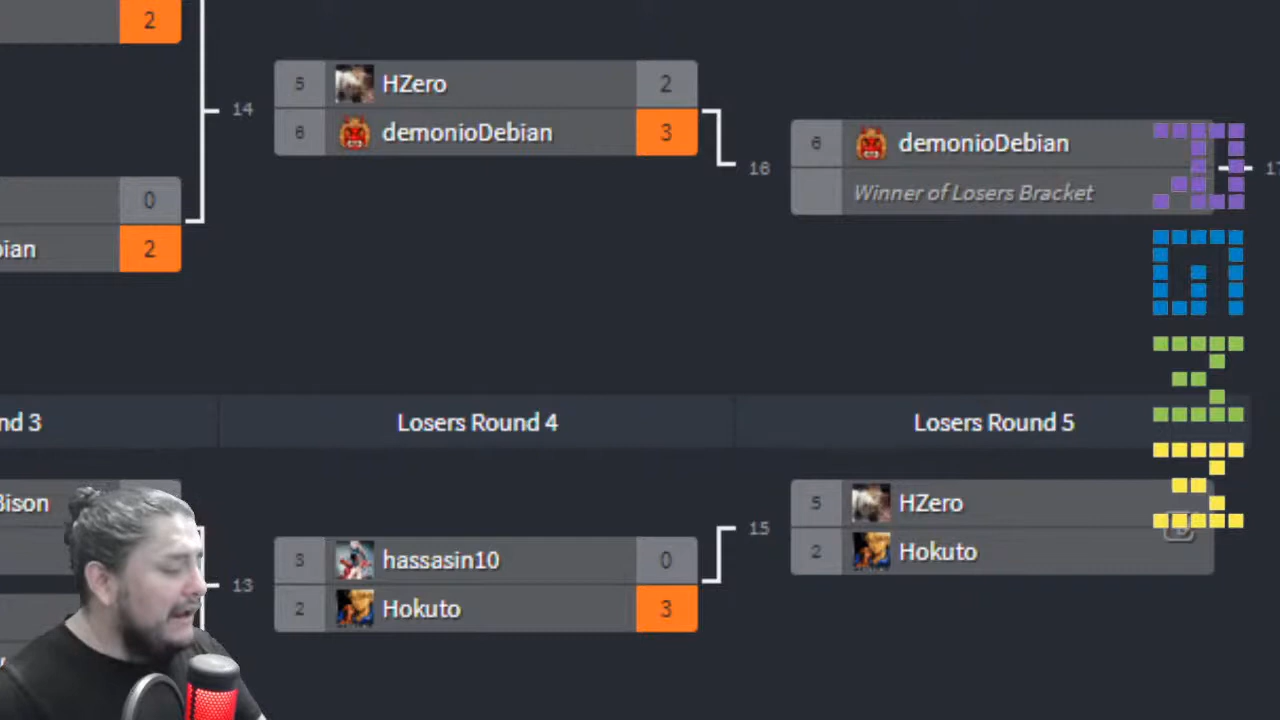 2
14
5 HZero 2
6 demonioDebian 3
16
6 demonioDebian
Winner of Losers Bracket
17
0
bian 2
nd 3
Losers Round 4
Losers Round 5
Bison
13
3 hassasin10 0
2 Hokuto 3
15
5 HZero
2 Hokuto